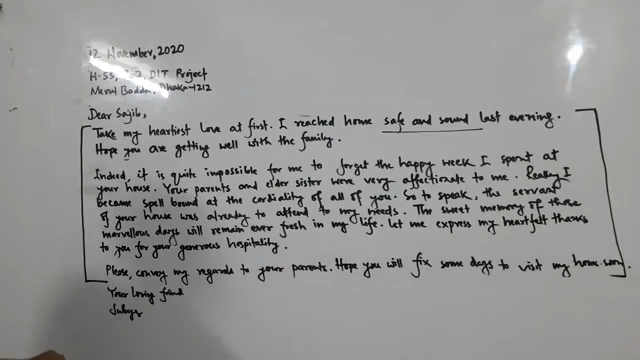 12 November, 2020
H-55, R-7, DIT Project
Merul Badda, Dhaka-1212
Dear Sajib,
Take my heartiest love at first. I reached home safe and sound last evening.
Hope you are getting well with the family.
Indeed, it is quite impossible for me to forget the happy week I spent at
your house. Your parents and elder sister were very affectionate to me. Really I
became spell bound at the cordiality of all of you. So to speak, the servant
of your house was already to attend to my needs. The sweet memory of those
marvellous days will remain ever fresh in my life. Let me express my heartfelt thanks
to you for your generous hospitality.
Please, convey my regards to your parents. Hope you will fix some days to visit my home soon.
Your loving friend